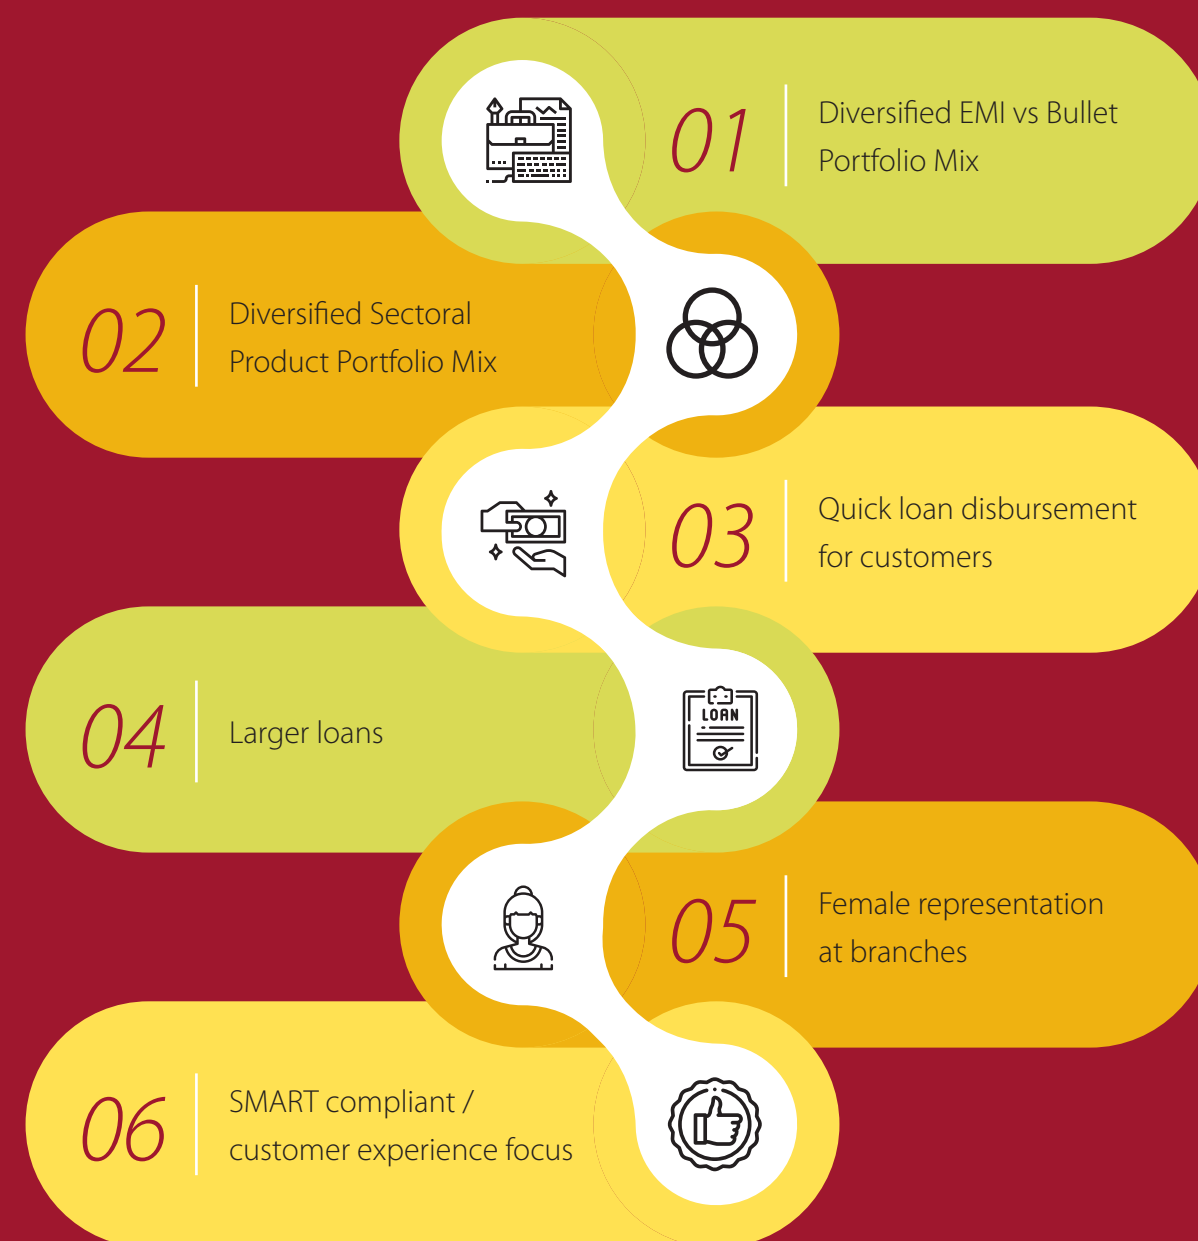 01
Diversified EMI vs Bullet
Portfolio Mix
02
Diversified Sectoral
Product Portfolio Mix
03
Quick loan disbursement
for customers
04
Larger loans
LOAN
05
Female representation
at branches
06
SMART compliant /
customer experience focus